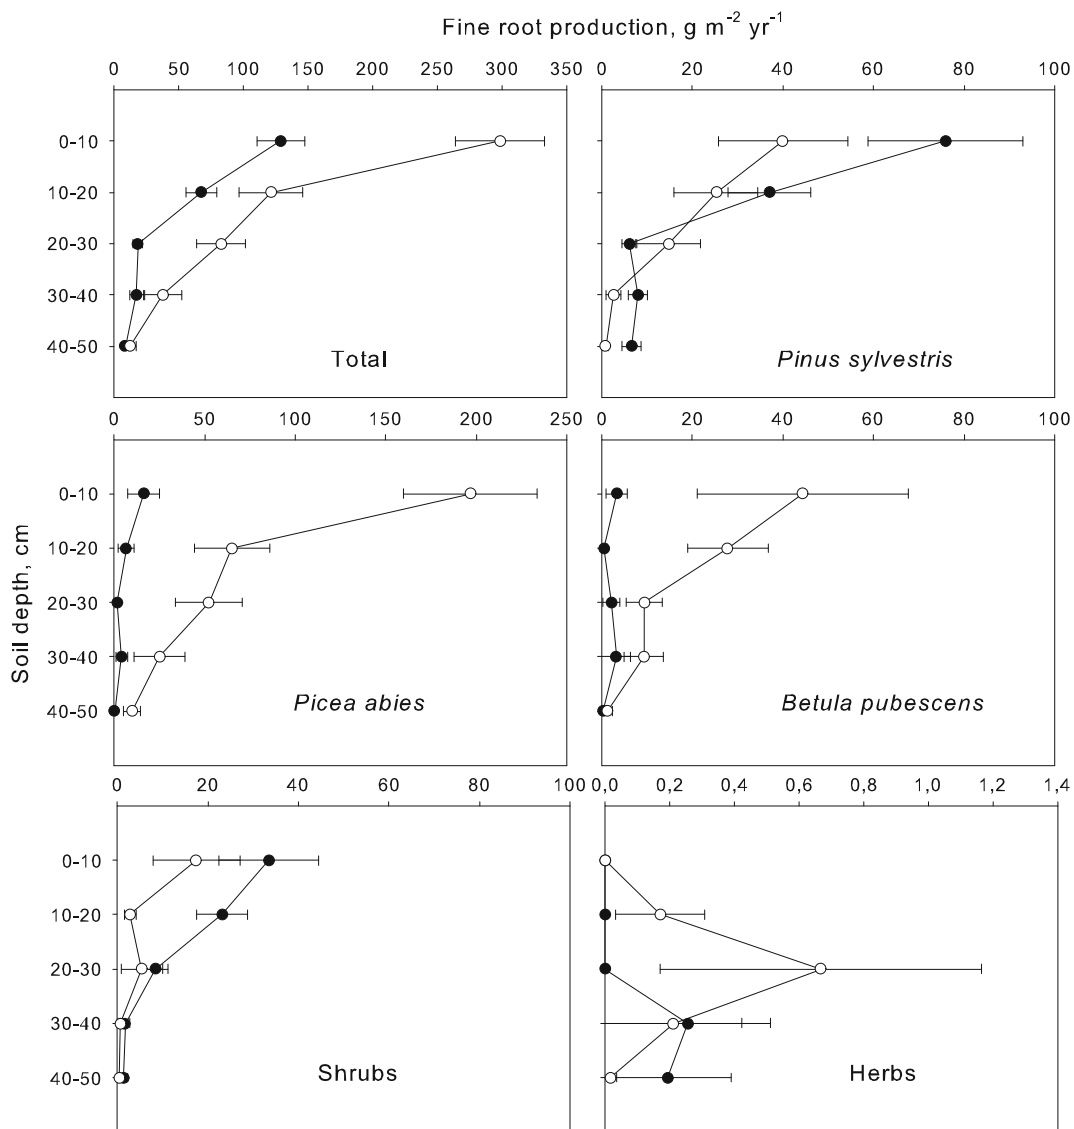 Fine root production, g m-2 yr-1
0 50 100 150 200 250 300 350
0 20 40 60 80 100
0-10
10-20
20-30
30-40
40-50
Total
Pinus sylvestris
0 50 100 150 200 250
0 20 40 60 80 100
Soil depth, cm
0-10
10-20
20-30
30-40
40-50
Picea abies
Betula pubescens
0 20 40 60 80 100
0,0 0,2 0,4 0,6 0,8 1,0 1,2 1,4
0-10
10-20
20-30
30-40
40-50
Shrubs
Herbs